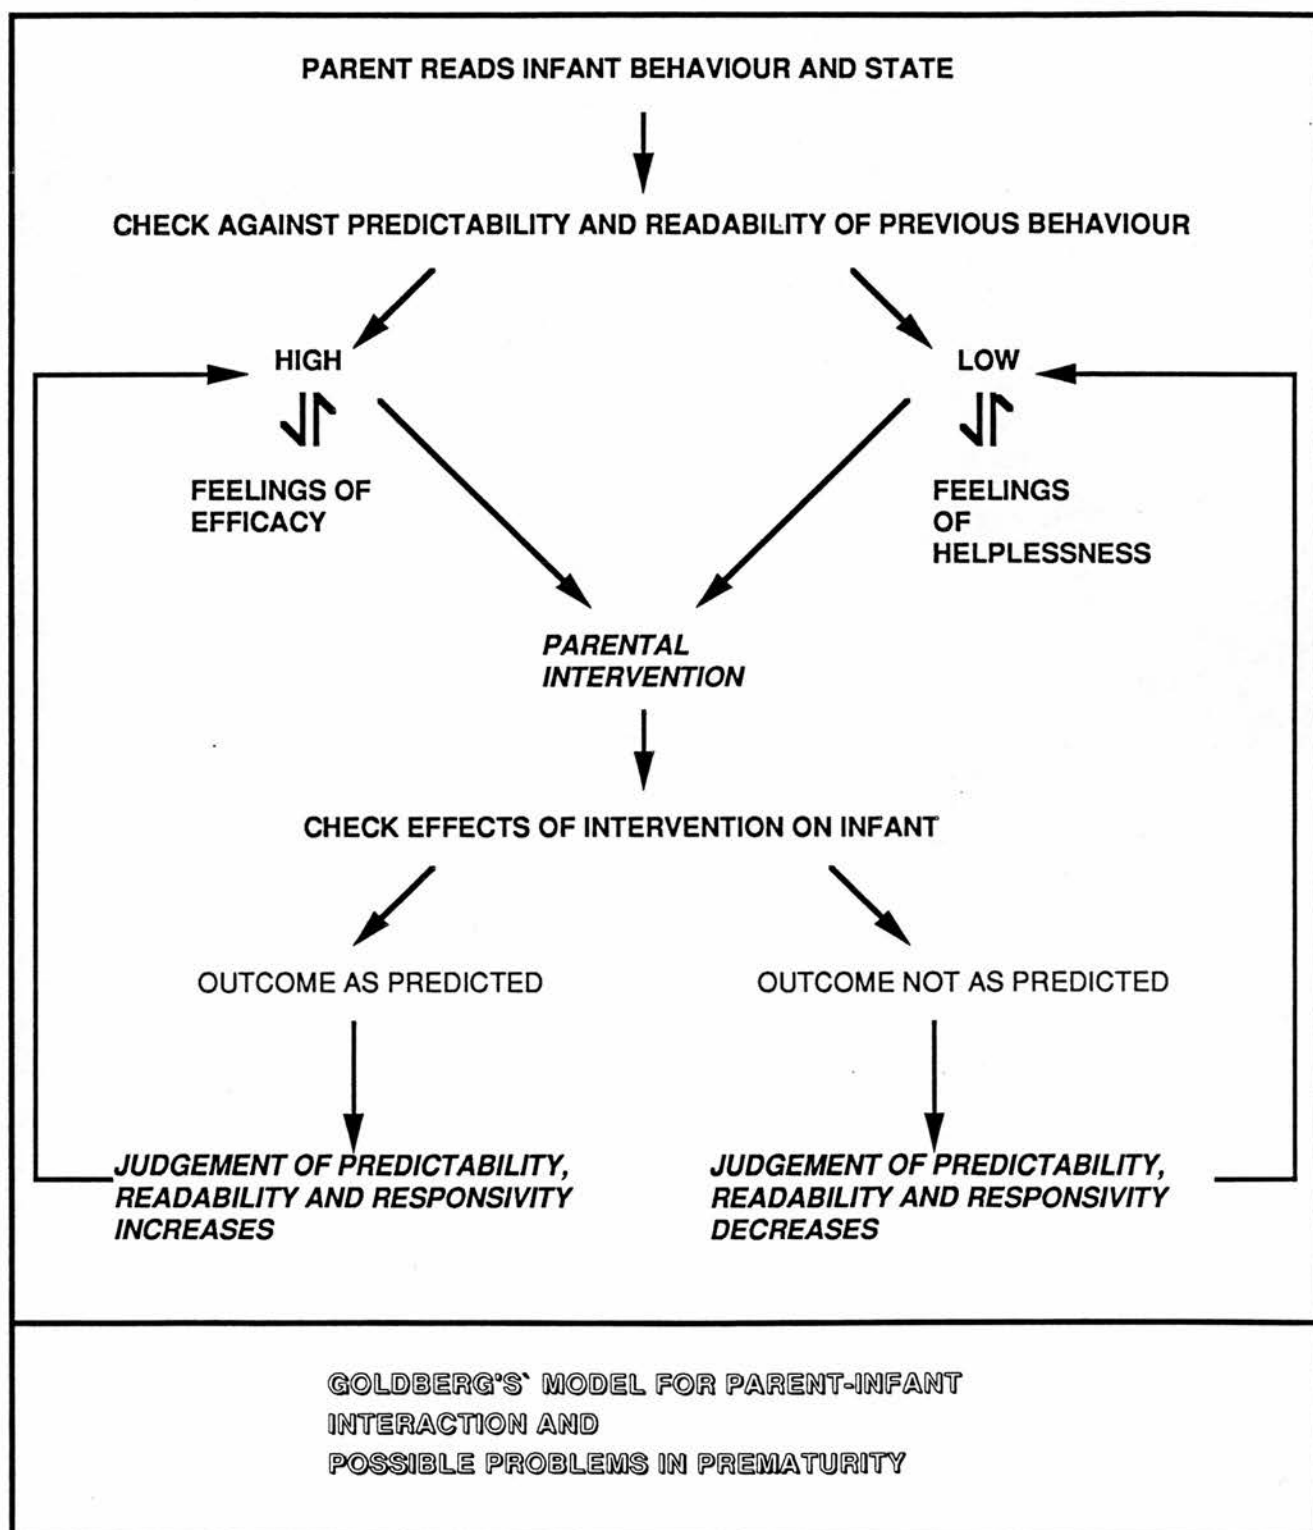 PARENT READS INFANT BEHAVIOUR AND STATE
CHECK AGAINST PREDICTABILITY AND READABILITY OF PREVIOUS BEHAVIOUR
HIGH
LOW
FEELINGS OF
EFFICACY
FEELINGS
OF
HELPLESSNESS
PARENTAL
INTERVENTION
CHECK EFFECTS OF INTERVENTION ON INFANT
OUTCOME AS PREDICTED
OUTCOME NOT AS PREDICTED
JUDGEMENT OF PREDICTABILITY,
READABILITY AND RESPONSIVITY
INCREASES
JUDGEMENT OF PREDICTABILITY,
READABILITY AND RESPONSIVITY
DECREASES
GOLDBERG'S` MODEL FOR PARENT-INFANT
INTERACTION AND
POSSIBLE PROBLEMS IN PREMATURITY